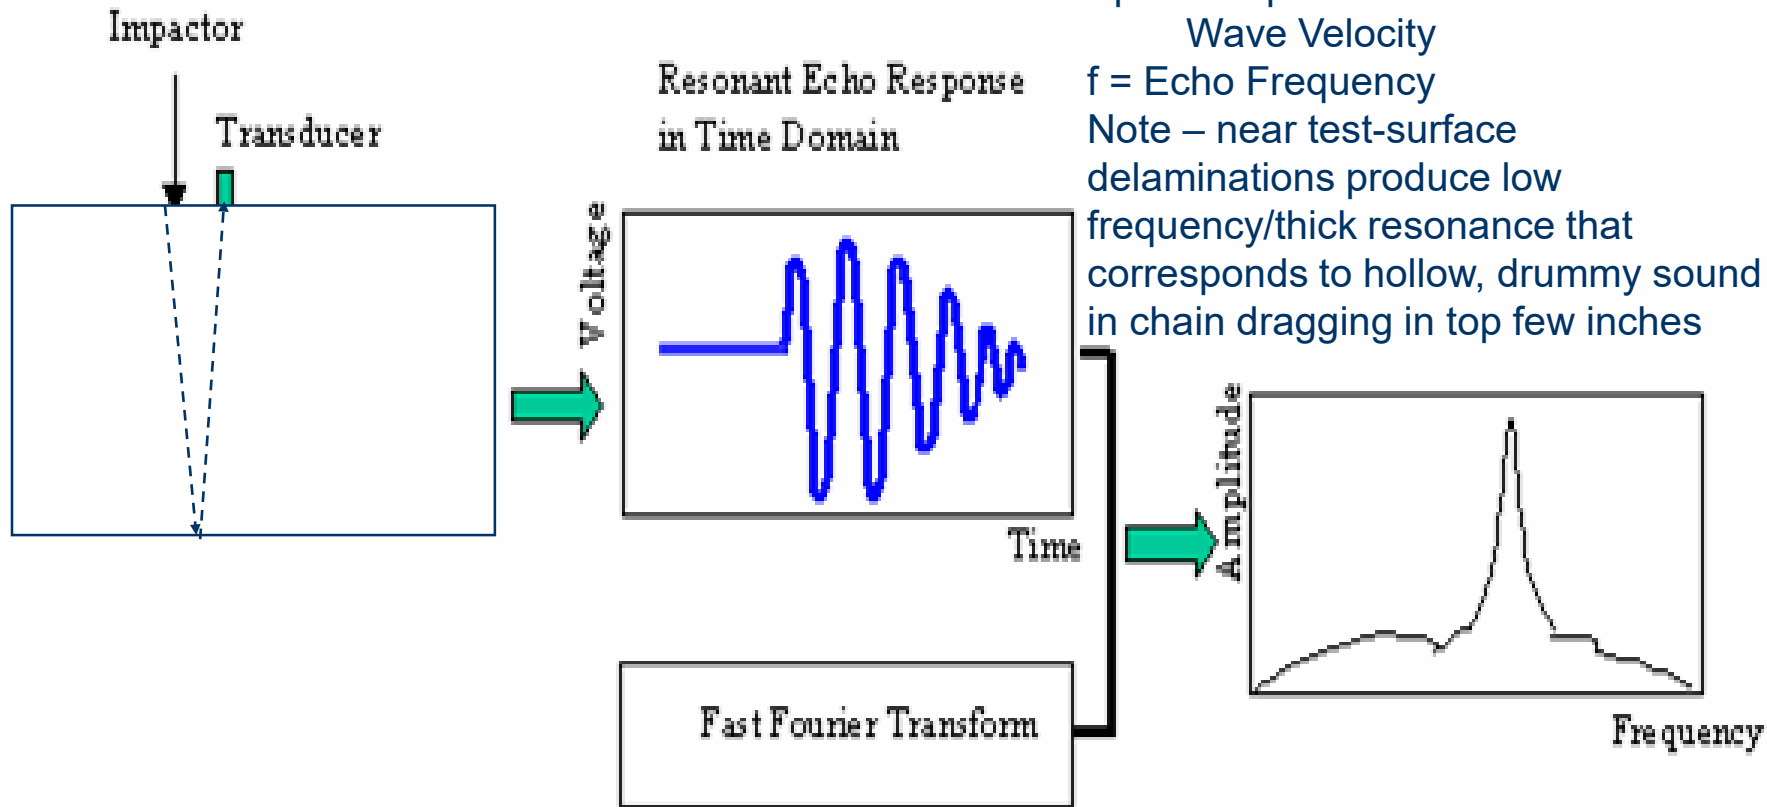 Impactor
Transducer
Resonant Echo Response
in Time Domain
Voltage
Time
Fast Fourier Transform
Wave Velocity
f = Echo Frequency
Note – near test-surface
delaminations produce low
frequency/thick resonance that
corresponds to hollow, drummy sound
in chain dragging in top few inches
Amplitude
Frequency